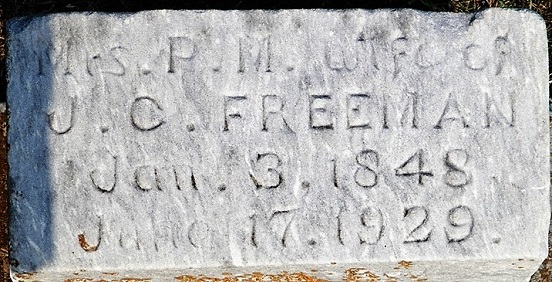 Mrs. P. M. Wife of
J. C. FREEMAN
Jan. 3. 1848
June 17. 1929.